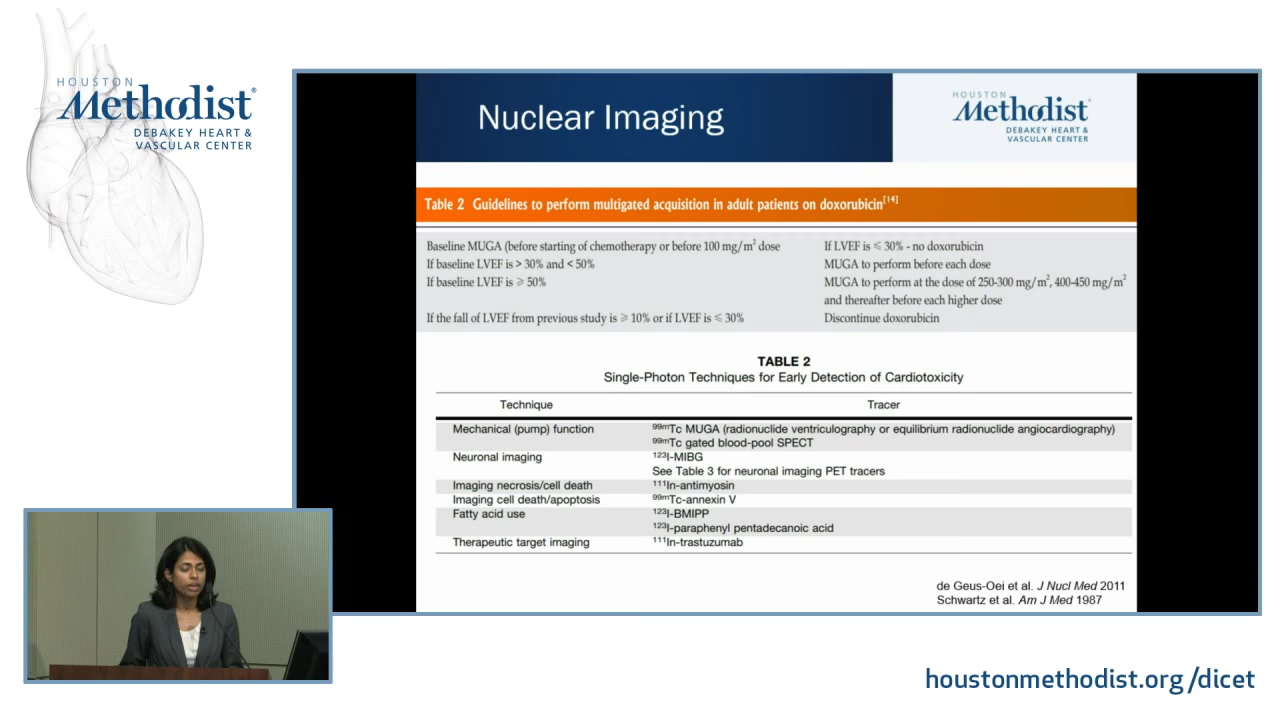 HOUSTON
Methodist®
DEBAKEY HEART &
VASCULAR CENTER
Nuclear Imaging
HOUSTON
Methodist®
DEBAKEY HEART &
VASCULAR CENTER
Table 2 Guidelines to perform multigated acquisition in adult patients on doxorubicin[14]
Baseline MUGA (before starting of chemotherapy or before 100 mg/m² dose If LVEF is ⩽ 30% - no doxorubicin
If baseline LVEF is > 30% and < 50% MUGA to perform before each dose
If baseline LVEF is ⩾ 50% MUGA to perform at the dose of 250-300 mg/m², 400-450 mg/m²
and thereafter before each higher dose
If the fall of LVEF from previous study is ⩾ 10% or if LVEF is ⩽ 30% Discontinue doxorubicin
TABLE 2
Single-Photon Techniques for Early Detection of Cardiotoxicity
Technique Tracer
Mechanical (pump) function ⁹⁹ᵐTc MUGA (radionuclide ventriculography or equilibrium radionuclide angiocardiography)
⁹⁹ᵐTc gated blood-pool SPECT
Neuronal imaging ¹²³I-MIBG
See Table 3 for neuronal imaging PET tracers
Imaging necrosis/cell death ¹¹¹In-antimyosin
Imaging cell death/apoptosis ⁹⁹ᵐTc-annexin V
Fatty acid use ¹²³I-BMIPP
¹²³I-paraphenyl pentadecanoic acid
Therapeutic target imaging ¹¹¹In-trastuzumab
de Geus-Oei et al. J Nucl Med 2011
Schwartz et al. Am J Med 1987
houstonmethodist.org/dicet